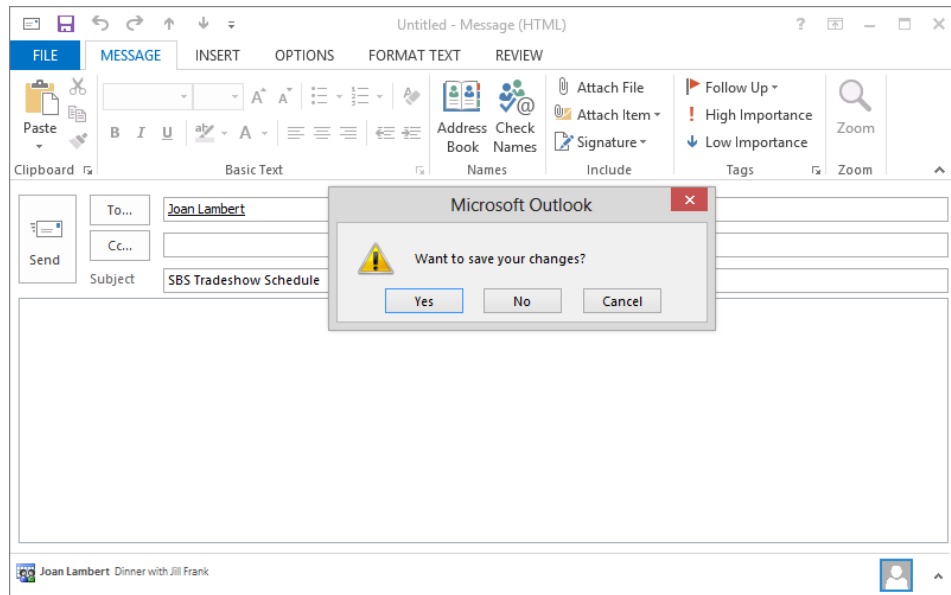 Untitled - Message (HTML)
FILE MESSAGE INSERT OPTIONS FORMAT TEXT REVIEW
Paste
Clipboard
B I U
A A
A
Basic Text
Address Book
Check Names
Names
Attach File
Attach Item
Signature
Include
Follow Up
High Importance
Low Importance
Tags
Zoom
Zoom
Send
To...
Joan Lambert
Cc...
Subject
SBS Tradeshow Schedule
Microsoft Outlook
Want to save your changes?
Yes No Cancel
Joan Lambert Dinner with Jill Frank